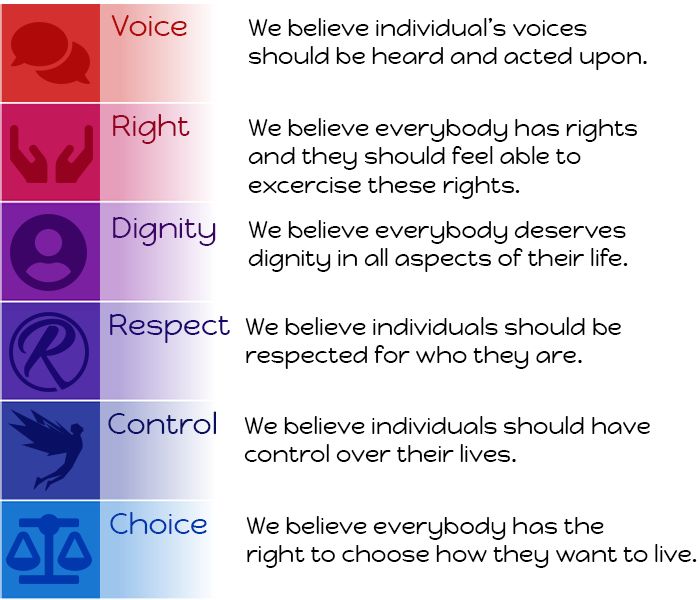 Voice
We believe individual's voices
should be heard and acted upon.
Right
We believe everybody has rights
and they should feel able to
excercise these rights.
Dignity
We believe everybody deserves
dignity in all aspects of their life.
R
Respect
We believe individuals should be
respected for who they are.
Control
We believe individuals should have
control over their lives.
Choice
We believe everybody has the
right to choose how they want to live.